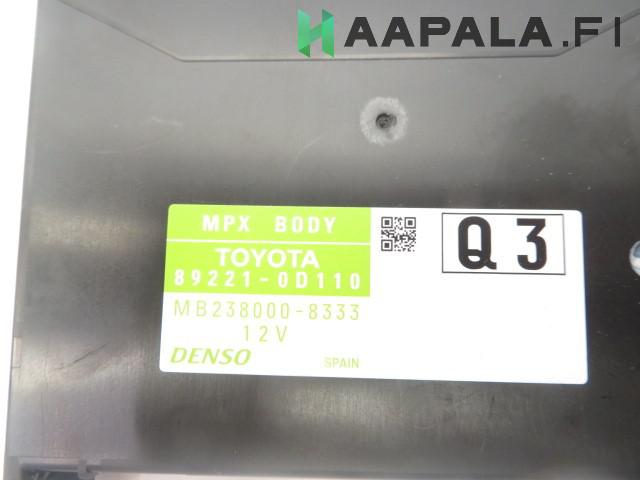 HAAPALA.FI
MPX BODY
TOYOTA
89221-0D110
MB238000-8333
12V
DENSO
SPAIN
Q3